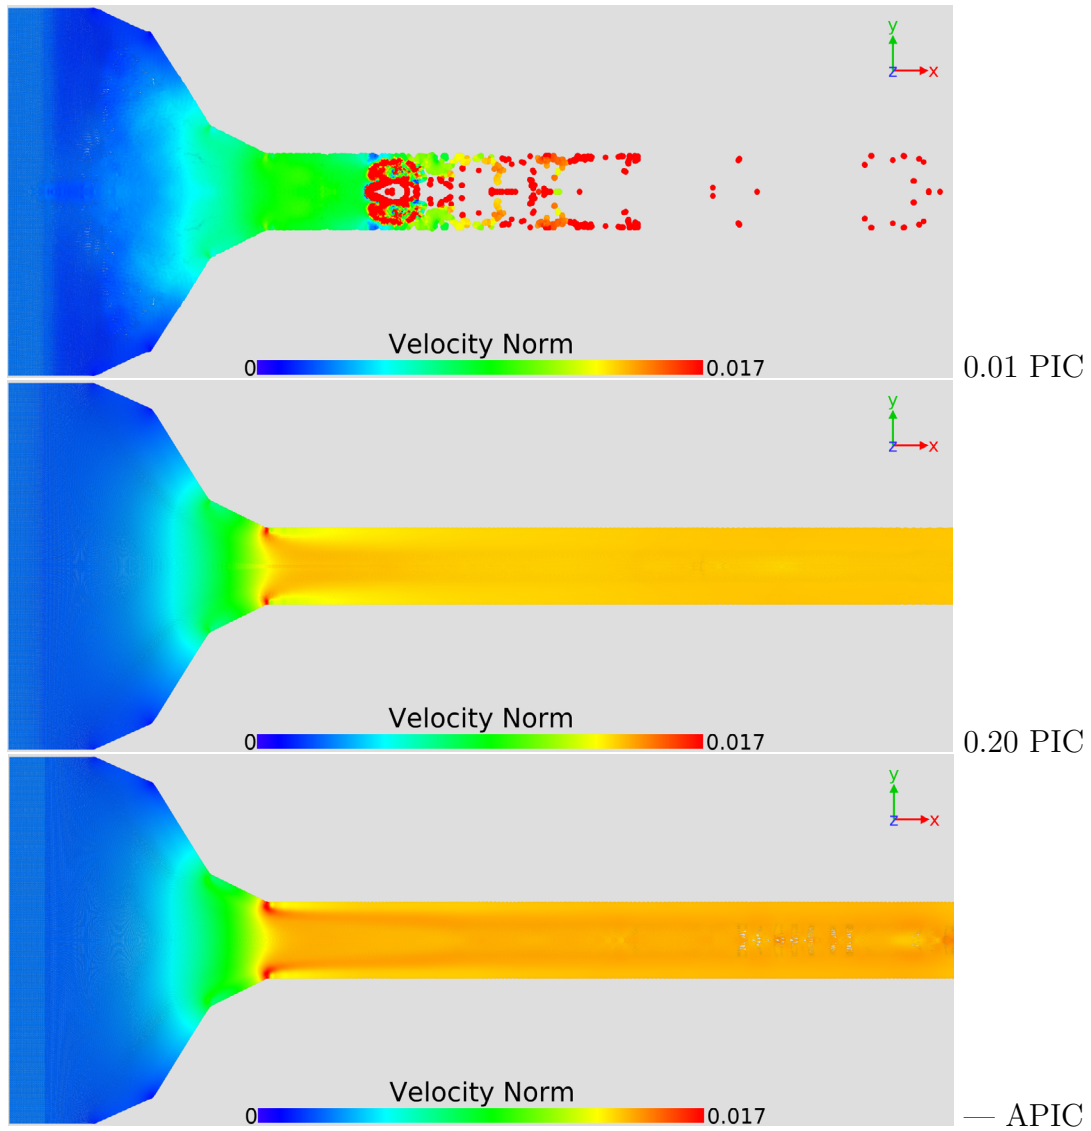 y
z x
Velocity Norm
0 0.017
0.01 PIC
y
z x
Velocity Norm
0 0.017
0.20 PIC
y
z x
Velocity Norm
0 0.017
— APIC